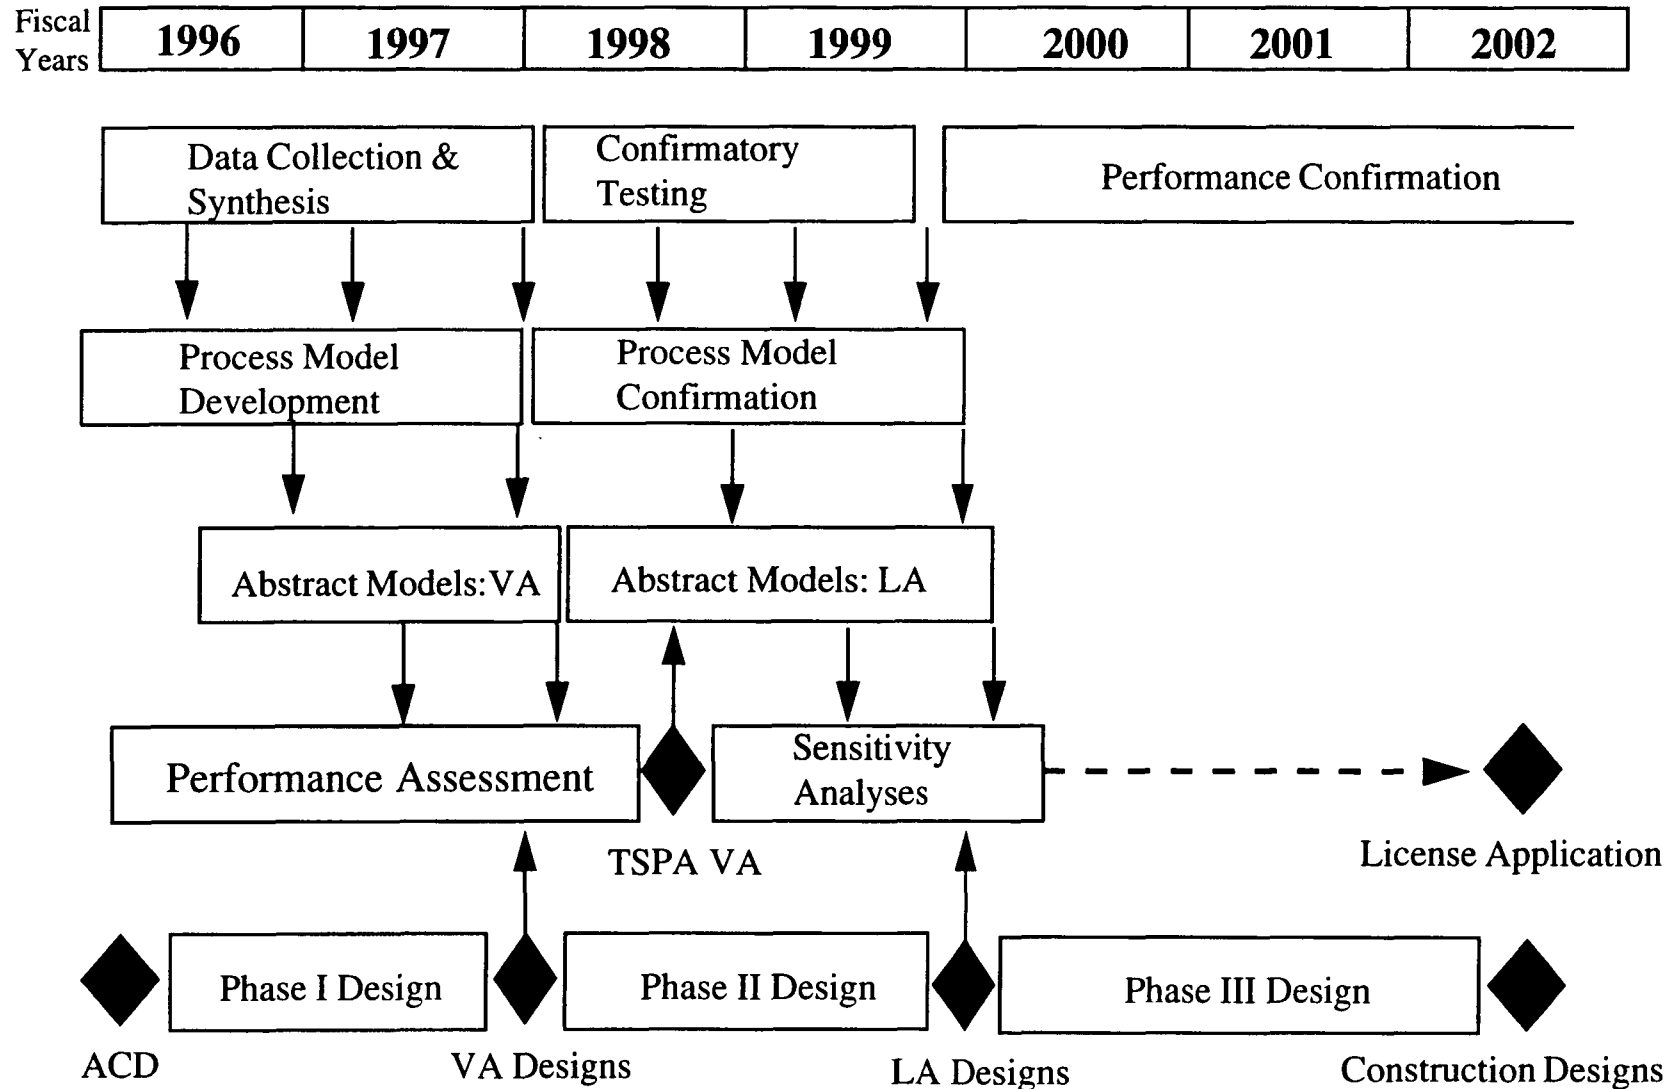 Fiscal
Years
1996 1997 1998 1999 2000 2001 2002
Data Collection &
Synthesis
Confirmatory
Testing
Performance Confirmation
Process Model
Development
Process Model
Confirmation
Abstract Models:VA
Abstract Models: LA
Performance Assessment
Sensitivity
Analyses
TSPA VA
License Application
Phase I Design
Phase II Design
Phase III Design
ACD
VA Designs
LA Designs
Construction Designs